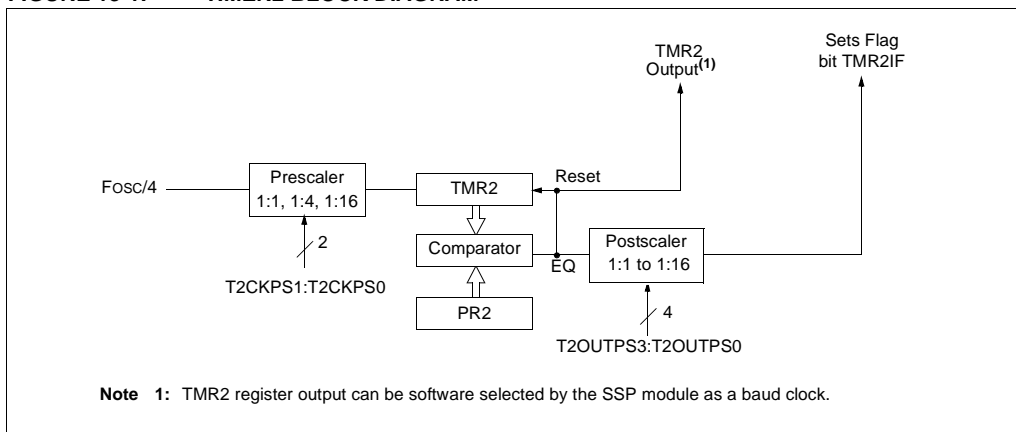 TMR2
Output(1)
Sets Flag
bit TMR2IF
FOSC/4
Prescaler
1:1, 1:4, 1:16
2
T2CKPS1:T2CKPS0
TMR2
Reset
Comparator
EQ
PR2
Postscaler
1:1 to 1:16
4
T2OUTPS3:T2OUTPS0
Note 1: TMR2 register output can be software selected by the SSP module as a baud clock.